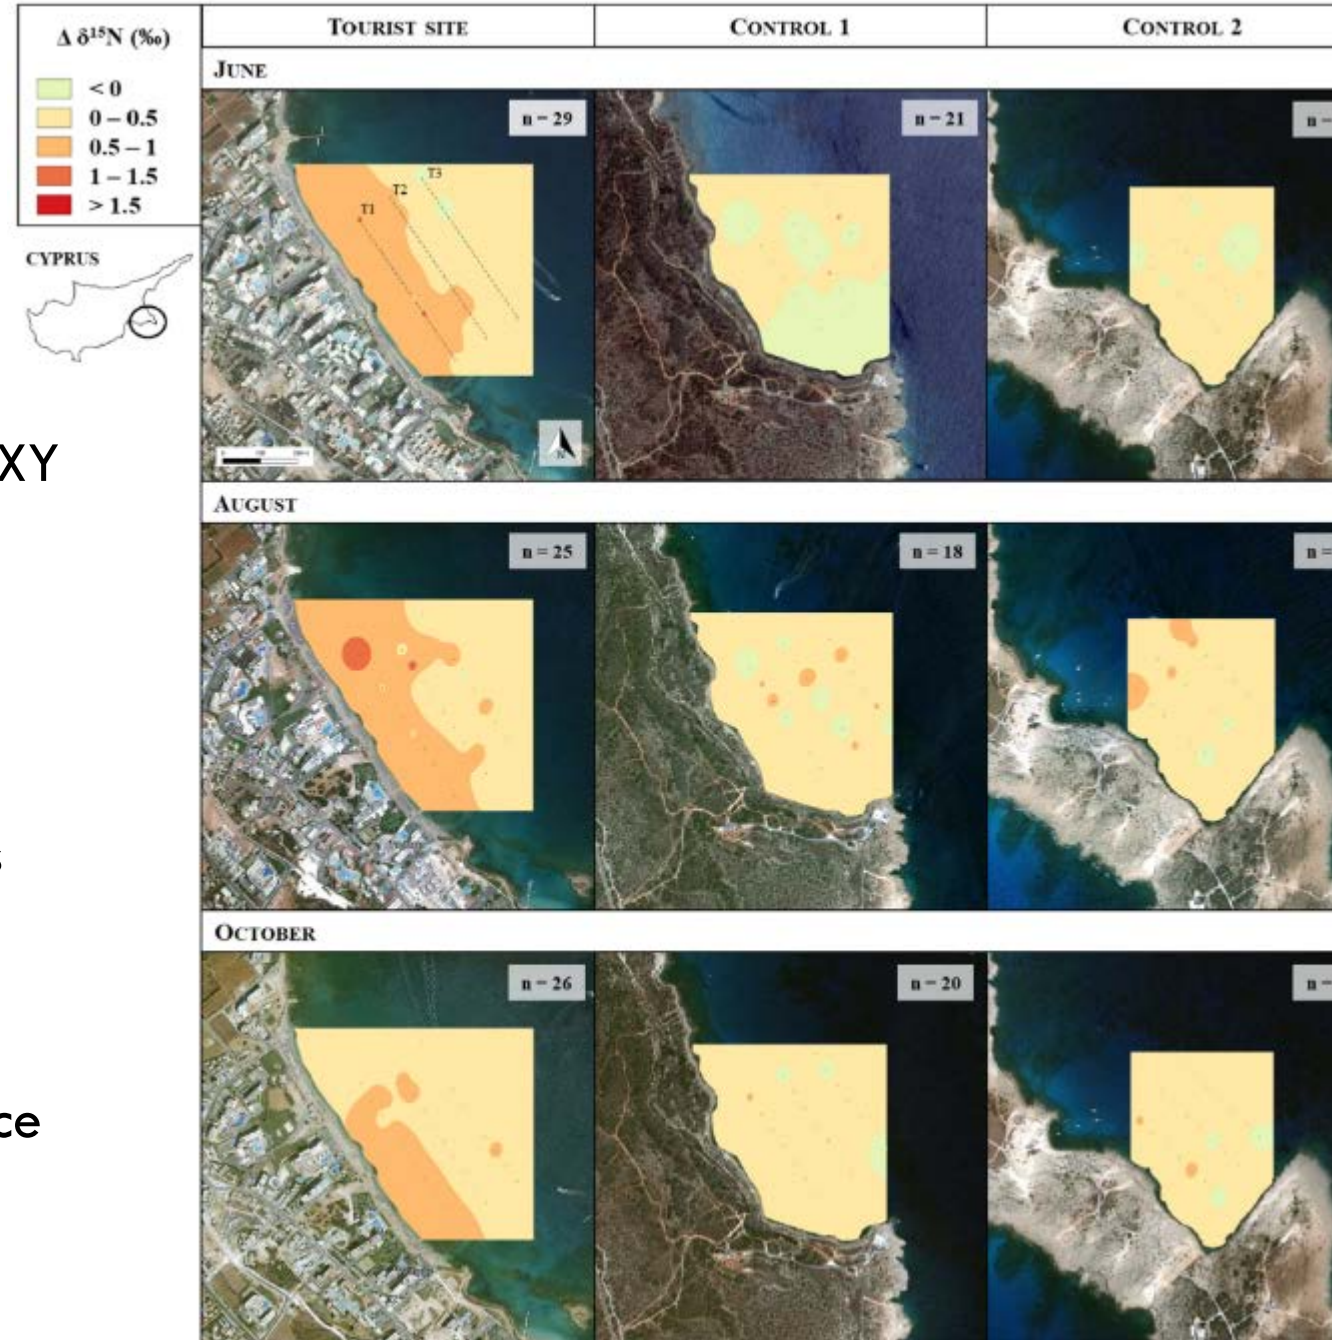 Δ δ¹⁵N (‰)
< 0
0 – 0.5
0.5 – 1
1 – 1.5
> 1.5
CYPRUS
XY
s
ce
TOURIST SITE
CONTROL 1
CONTROL 2
JUNE
n = 29
n = 21
n =
T1
T2
T3
N
AUGUST
n = 25
n = 18
n =
OCTOBER
n = 26
n = 20
n =